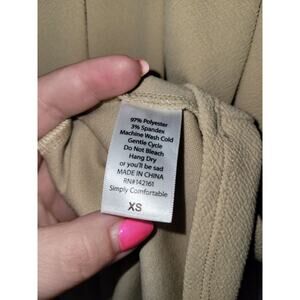 97% Polyester
3% Spandex
Machine Wash Cold
Gentle Cycle
Do Not Bleach
Hang Dry
or you'll be sad
MADE IN CHINA
RN#142161
Simply Comfortable
XS